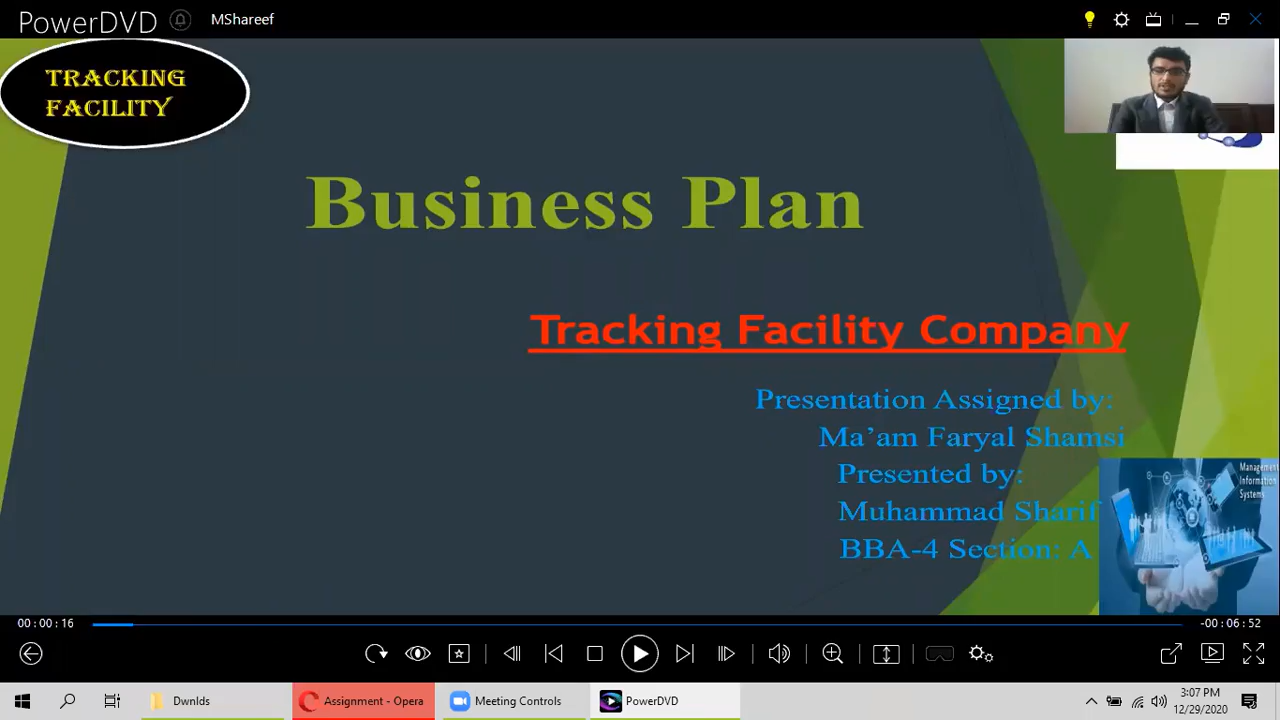 PowerDVD
MShareef
TRACKING
FACILITY
Business Plan
Tracking Facility Company
Presentation Assigned by:
Ma’am Faryal Shamsi
Presented by:
Muhammad Sharif
BBA-4 Section: A
Management
Information
Systems
00:00:16
-00:06:52
Dwnlds
Assignment - Opera
Meeting Controls
PowerDVD
3:07 PM
12/29/2020